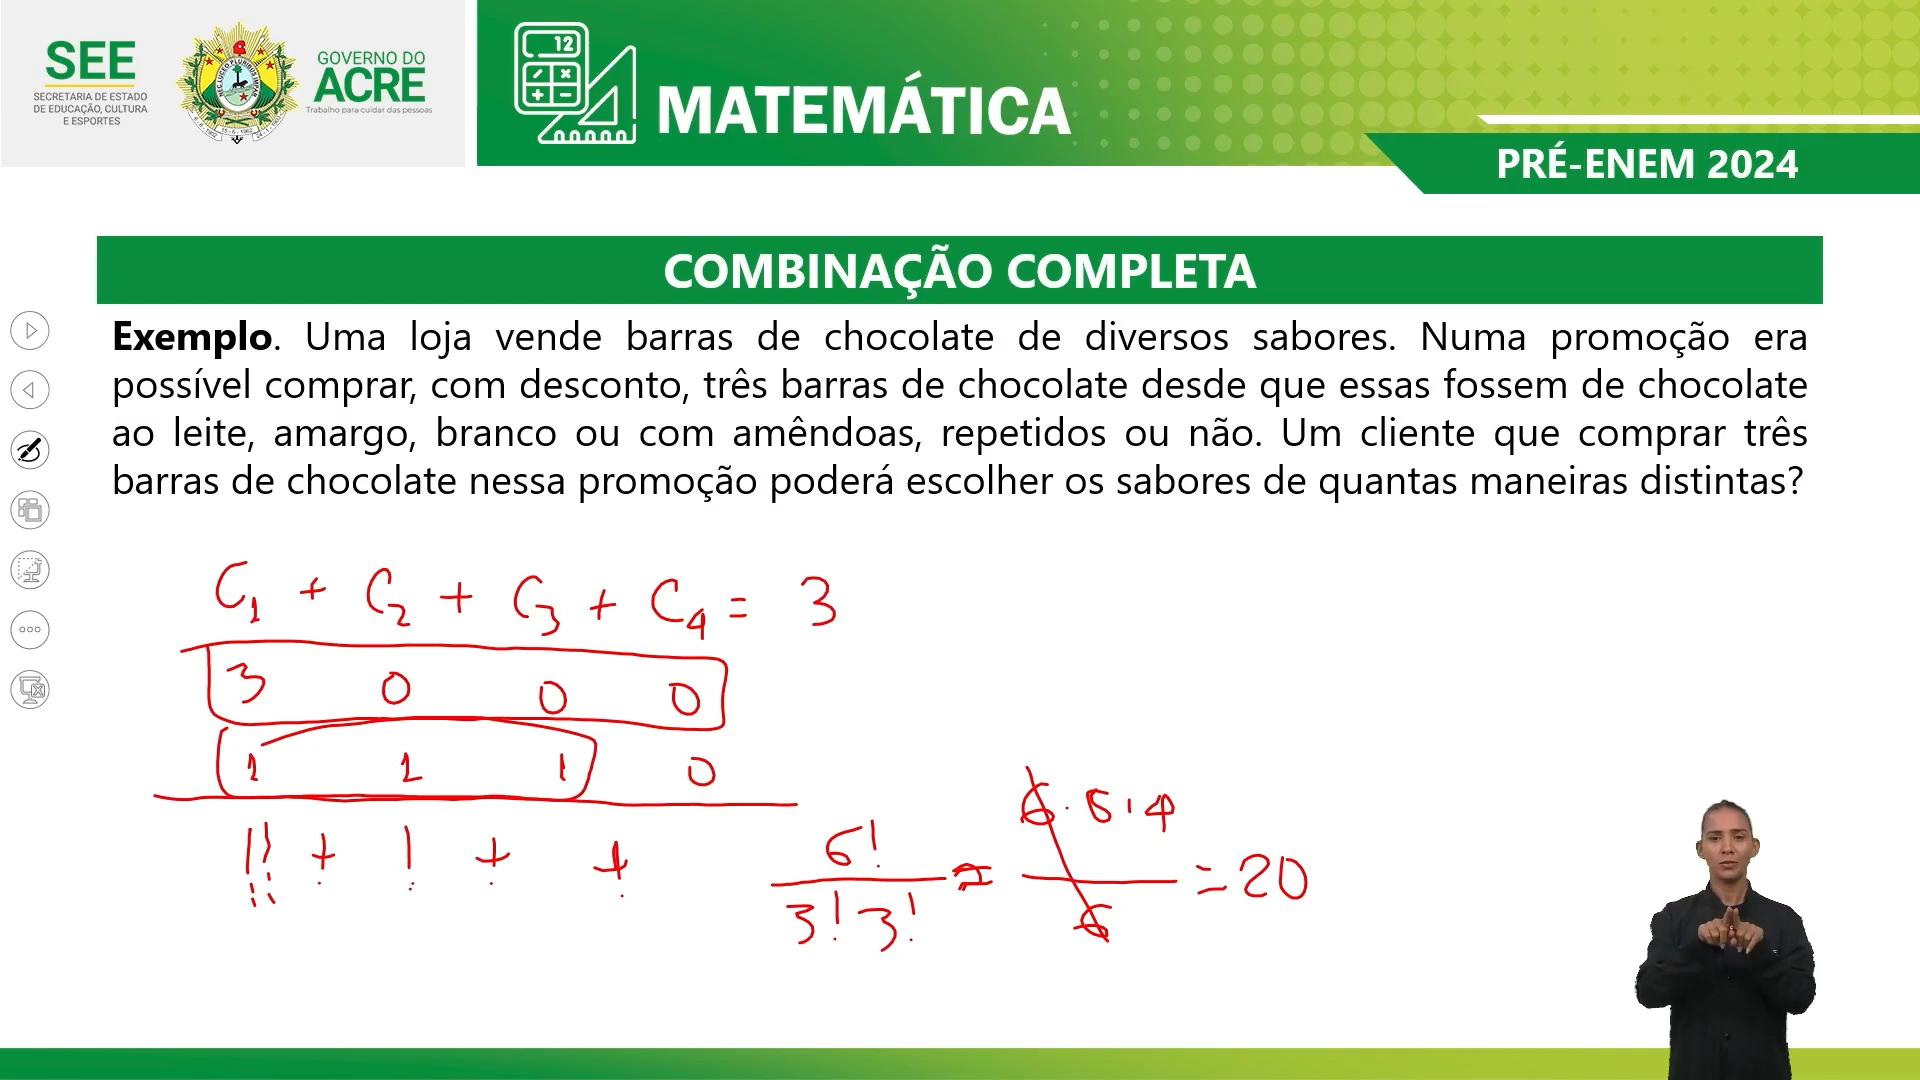 SEE
SECRETARIA DE ESTADO
DE EDUCAÇÃO, CULTURA
E ESPORTES
GOVERNO DO
ACRE
Trabalho para cuidar das pessoas
12
MATEMÁTICA
PRÉ-ENEM 2024
COMBINAÇÃO COMPLETA
Exemplo. Uma loja vende barras de chocolate de diversos sabores. Numa promoção era
possível comprar, com desconto, três barras de chocolate desde que essas fossem de chocolate
ao leite, amargo, branco ou com amêndoas, repetidos ou não. Um cliente que comprar três
barras de chocolate nessa promoção poderá escolher os sabores de quantas maneiras distintas?
C1 + C2 + C3 + C4 = 3
3 0 0 0
1 1 1 0
|| + | + +
6! / 3! 3! = 6 · 5 · 4 / 6 = 20